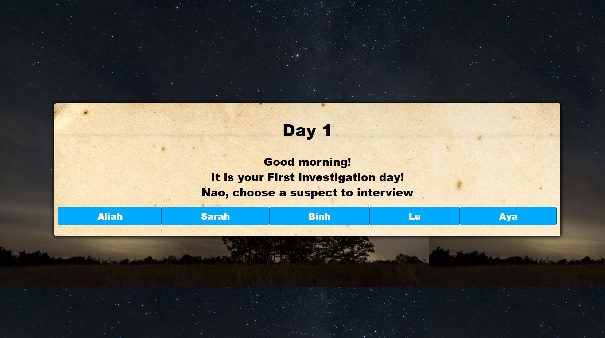 Day 1
Good morning!
It is your First investigation day!
Nao, choose a suspect to interview
Aliah Sarah Binh Lu Aya